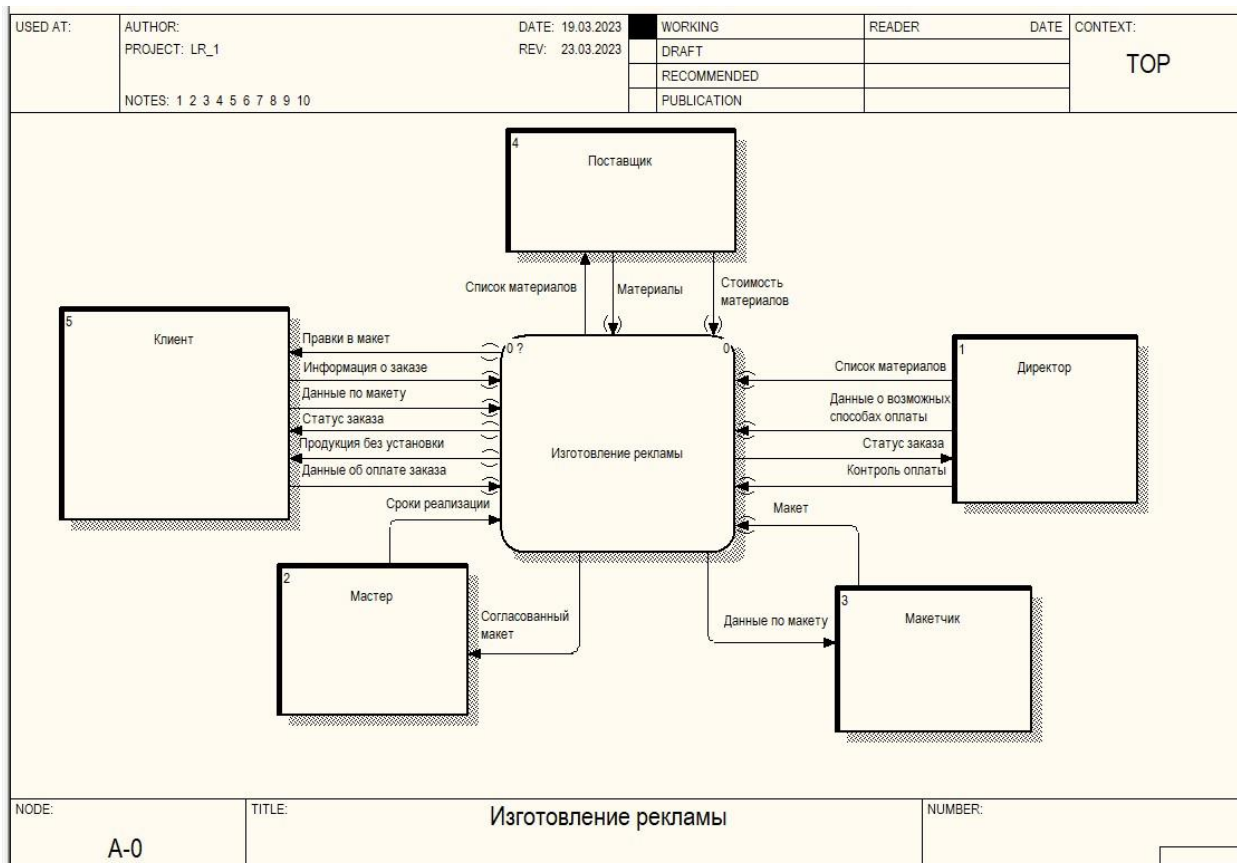 USED AT:
AUTHOR:
DATE: 19.03.2023
WORKING
READER
DATE
CONTEXT:
PROJECT: LR_1
REV: 23.03.2023
DRAFT
TOP
RECOMMENDED
NOTES: 1 2 3 4 5 6 7 8 9 10
PUBLICATION
4
Поставщик
Список материалов
Материалы
Стоимость
материалов
5
Клиент
Правки в макет
Информация о заказе
Данные по макету
Статус заказа
Продукция без установки
Данные об оплате заказа
0 ?
0
Изготовление рекламы
1
Директор
Список материалов
Данные о возможных
способах оплаты
Статус заказа
Контроль оплаты
Сроки реализации
Макет
2
Мастер
Согласованный
макет
Данные по макету
3
Макетчик
NODE:
TITLE:
Изготовление рекламы
NUMBER:
A-0